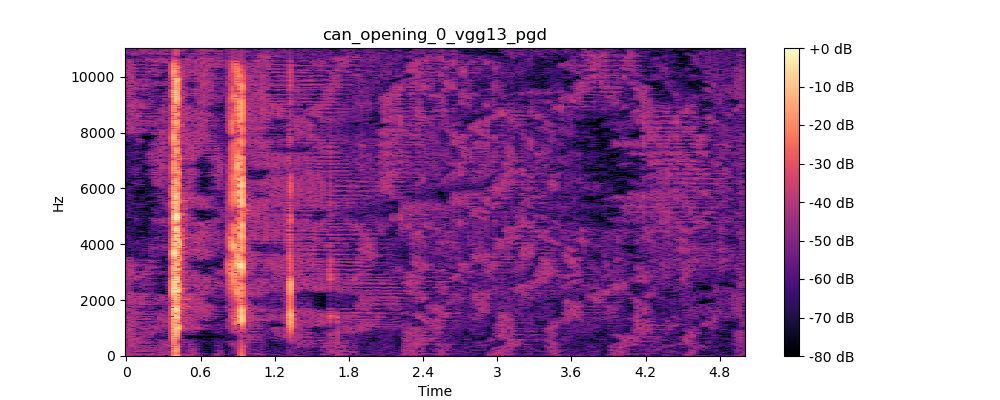 can_opening_0_vgg13_pgd
Hz
10000
8000
6000
4000
2000
0
0 0.6 1.2 1.8 2.4 3 3.6 4.2 4.8
Time
+0 dB
-10 dB
-20 dB
-30 dB
-40 dB
-50 dB
-60 dB
-70 dB
-80 dB